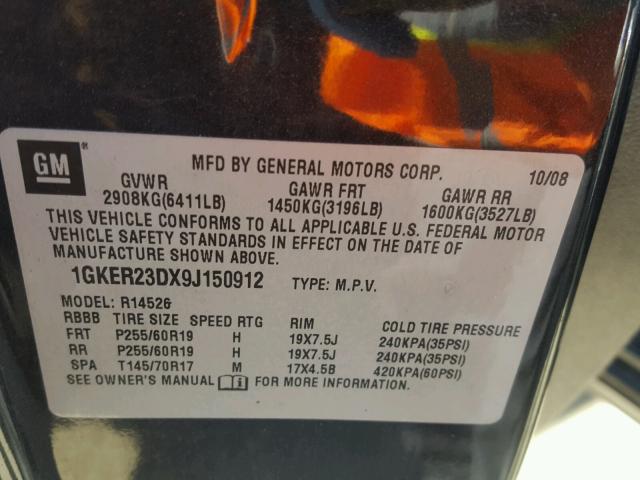 GM®
MFD BY GENERAL MOTORS CORP. 10/08
GVWR GAWR FRT GAWR RR
2908KG(6411LB) 1450KG(3196LB) 1600KG(3527LB)
THIS VEHICLE CONFORMS TO ALL APPLICABLE U.S. FEDERAL MOTOR
VEHICLE SAFETY STANDARDS IN EFFECT ON THE DATE OF
MANUFACTURE SHOWN ABOVE.
1GKER23DX9J150912 TYPE: M.P.V.
MODEL: R14526
RBBB TIRE SIZE SPEED RTG RIM COLD TIRE PRESSURE
FRT P255/60R19 H 19X7.5J 240KPA(35PSI)
RR P255/60R19 H 19X7.5J 240KPA(35PSI)
SPA T145/70R17 M 17X4.5B 420KPA(60PSI)
SEE OWNER'S MANUAL FOR MORE INFORMATION.